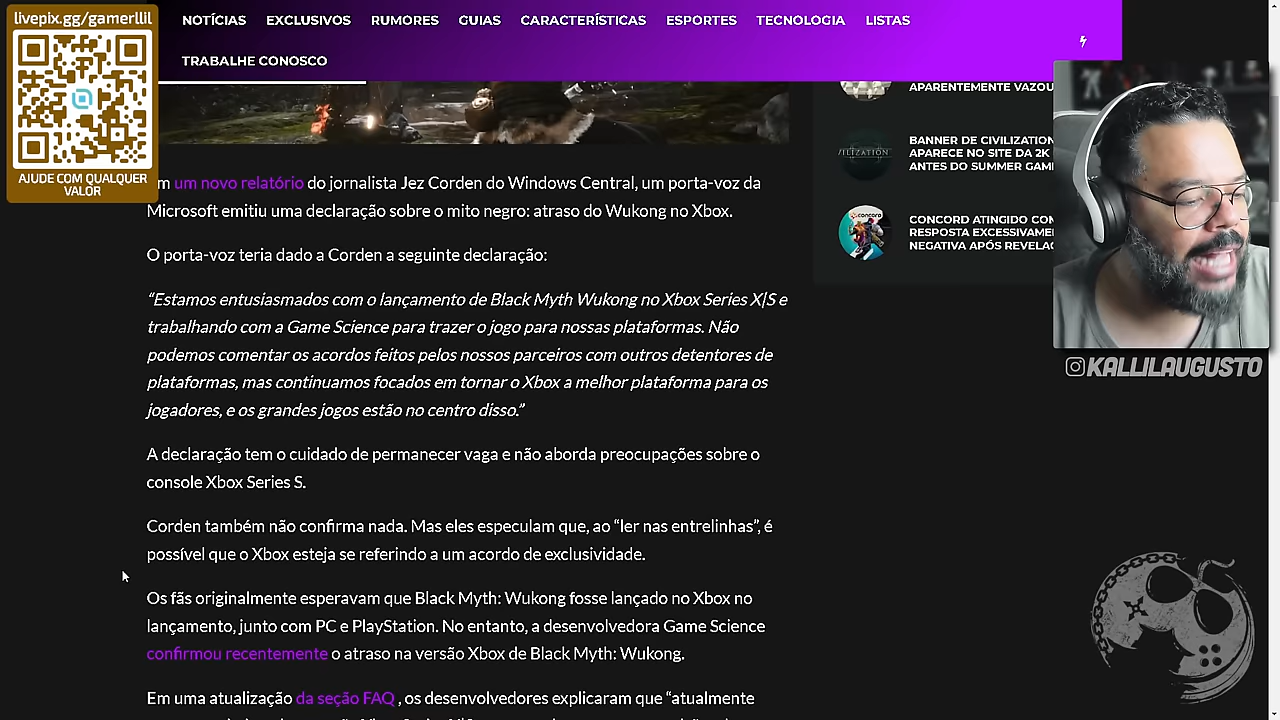 livepix.gg/gamerllll
AJUDE COM QUALQUER
VALOR
NOTÍCIAS EXCLUSIVOS RUMORES GUIAS CARACTERÍSTICAS ESPORTES TECNOLOGIA LISTAS
TRABALHE CONOSCO
um novo relatório do jornalista Jez Corden do Windows Central, um porta-voz da
Microsoft emitiu uma declaração sobre o mito negro: atraso do Wukong no Xbox.
O porta-voz teria dado a Corden a seguinte declaração:
“Estamos entusiasmados com o lançamento de Black Myth Wukong no Xbox Series X|S e
trabalhando com a Game Science para trazer o jogo para nossas plataformas. Não
podemos comentar os acordos feitos pelos nossos parceiros com outros detentores de
plataformas, mas continuamos focados em tornar o Xbox a melhor plataforma para os
jogadores, e os grandes jogos estão no centro disso.”
A declaração tem o cuidado de permanecer vaga e não aborda preocupações sobre o
console Xbox Series S.
Corden também não confirma nada. Mas eles especulam que, ao “ler nas entrelinhas”, é
possível que o Xbox esteja se referindo a um acordo de exclusividade.
Os fãs originalmente esperavam que Black Myth: Wukong fosse lançado no Xbox no
lançamento, junto com PC e PlayStation. No entanto, a desenvolvedora Game Science
confirmou recentemente o atraso na versão Xbox de Black Myth: Wukong.
Em uma atualização da seção FAQ , os desenvolvedores explicaram que “atualmente
APARENTEMENTE VAZOU
BANNER DE CIVILIZATION
APARECE NO SITE DA 2K
ANTES DO SUMMER GAM
CONCORD ATINGIDO COM
RESPOSTA EXCESSIVAME
NEGATIVA APÓS REVELAÇ
KALLILAUGUSTO